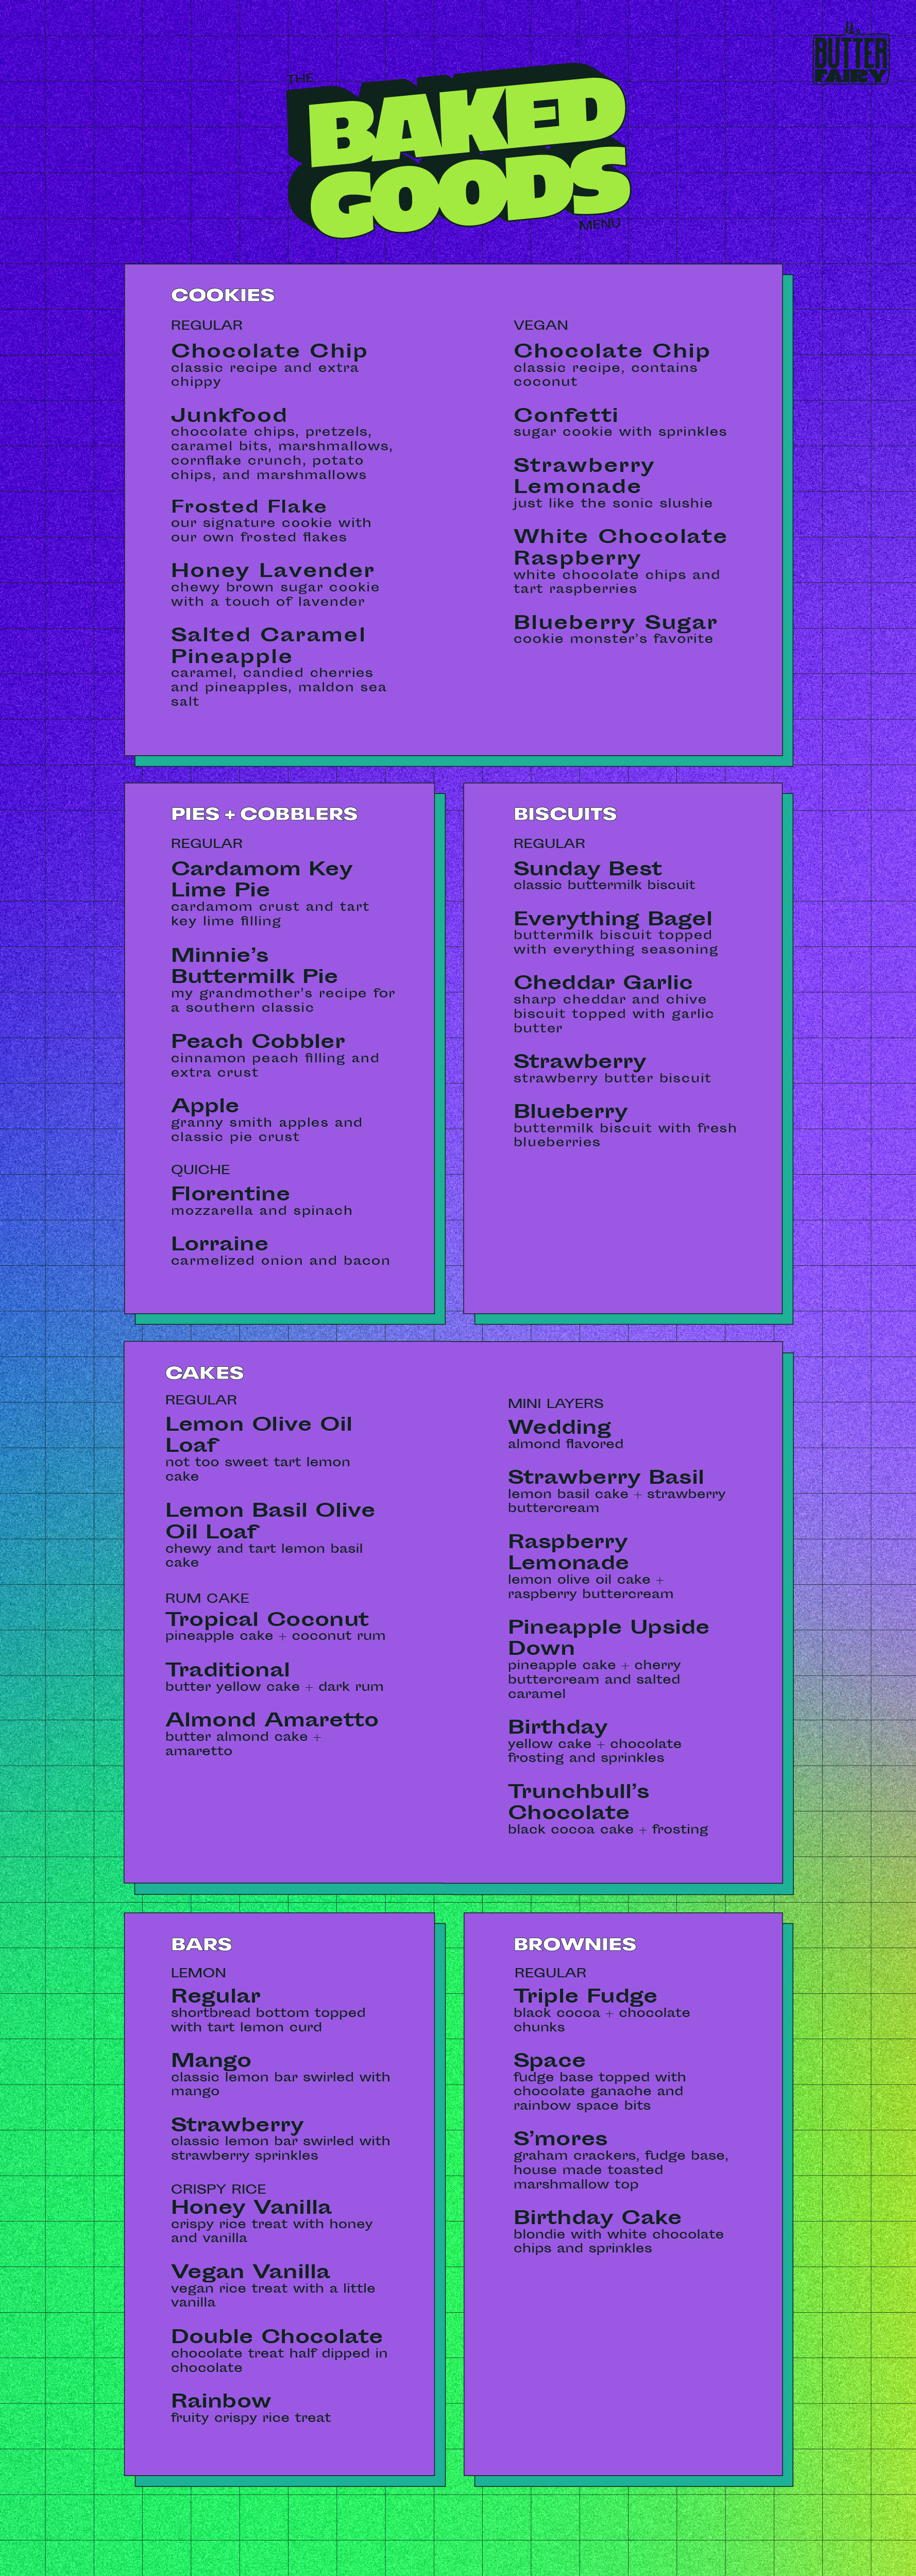 BUTTER
FAIRY
THE
BAKED
GOODS
MENU
COOKIES
REGULAR
Chocolate Chip
classic recipe and extra
chippy
Junkfood
chocolate chips, pretzels,
caramel bits, marshmallows,
cornflake crunch, potato
chips, and marshmallows
Frosted Flake
our signature cookie with
our own frosted flakes
Honey Lavender
chewy brown sugar cookie
with a touch of lavender
Salted Caramel
Pineapple
caramel, candied cherries
and pineapples, maldon sea
salt
VEGAN
Chocolate Chip
classic recipe, contains
coconut
Confetti
sugar cookie with sprinkles
Strawberry
Lemonade
just like the sonic slushie
White Chocolate
Raspberry
white chocolate chips and
tart raspberries
Blueberry Sugar
cookie monster's favorite
PIES + COBBLERS
REGULAR
Cardamom Key
Lime Pie
cardamom crust and tart
key lime filling
Minnie's
Buttermilk Pie
my grandmother's recipe for
a southern classic
Peach Cobbler
cinnamon peach filling and
extra crust
Apple
granny smith apples and
classic pie crust
QUICHE
Florentine
mozzarella and spinach
Lorraine
carmelized onion and bacon
BISCUITS
REGULAR
Sunday Best
classic buttermilk biscuit
Everything Bagel
buttermilk biscuit topped
with everything seasoning
Cheddar Garlic
sharp cheddar and chive
biscuit topped with garlic
butter
Strawberry
strawberry butter biscuit
Blueberry
buttermilk biscuit with fresh
blueberries
CAKES
REGULAR
Lemon Olive Oil
Loaf
not too sweet tart lemon
cake
Lemon Basil Olive
Oil Loaf
chewy and tart lemon basil
cake
RUM CAKE
Tropical Coconut
pineapple cake + coconut rum
Traditional
butter yellow cake + dark rum
Almond Amaretto
butter almond cake +
amaretto
MINI LAYERS
Wedding
almond flavored
Strawberry Basil
lemon basil cake + strawberry
buttercream
Raspberry
Lemonade
lemon olive oil cake +
raspberry buttercream
Pineapple Upside
Down
pineapple cake + cherry
buttercream and salted
caramel
Birthday
yellow cake + chocolate
frosting and sprinkles
Trunchbull's
Chocolate
black cocoa cake + frosting
BARS
LEMON
Regular
shortbread bottom topped
with tart lemon curd
Mango
classic lemon bar swirled with
mango
Strawberry
classic lemon bar swirled with
strawberry sprinkles
CRISPY RICE
Honey Vanilla
crispy rice treat with honey
and vanilla
Vegan Vanilla
vegan rice treat with a little
vanilla
Double Chocolate
chocolate treat half dipped in
chocolate
Rainbow
fruity crispy rice treat
BROWNIES
REGULAR
Triple Fudge
black cocoa + chocolate
chunks
Space
fudge base topped with
chocolate ganache and
rainbow space bits
S'mores
graham crackers, fudge base,
house made toasted
marshmallow top
Birthday Cake
blondie with white chocolate
chips and sprinkles